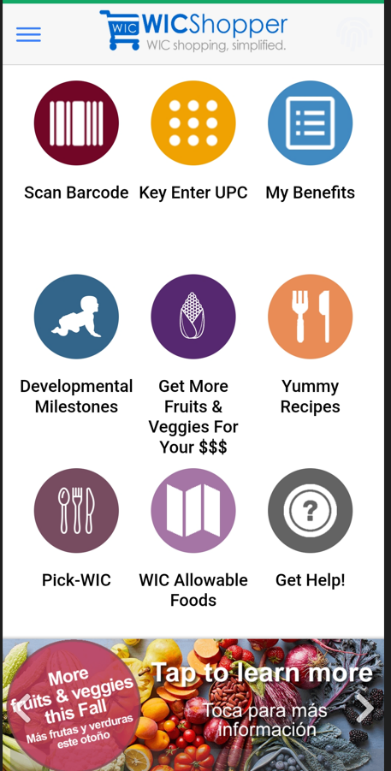 WIC WICShopper
WIC shopping, simplified.
Scan Barcode
Key Enter UPC
My Benefits
Developmental
Milestones
Get More
Fruits &
Veggies For
Your $$$
Yummy
Recipes
Pick-WIC
WIC Allowable
Foods
?
Get Help!
More
fruits & veggies
this Fall
Más frutas y verduras
este otoño
Tap to learn more
Toca para más
información